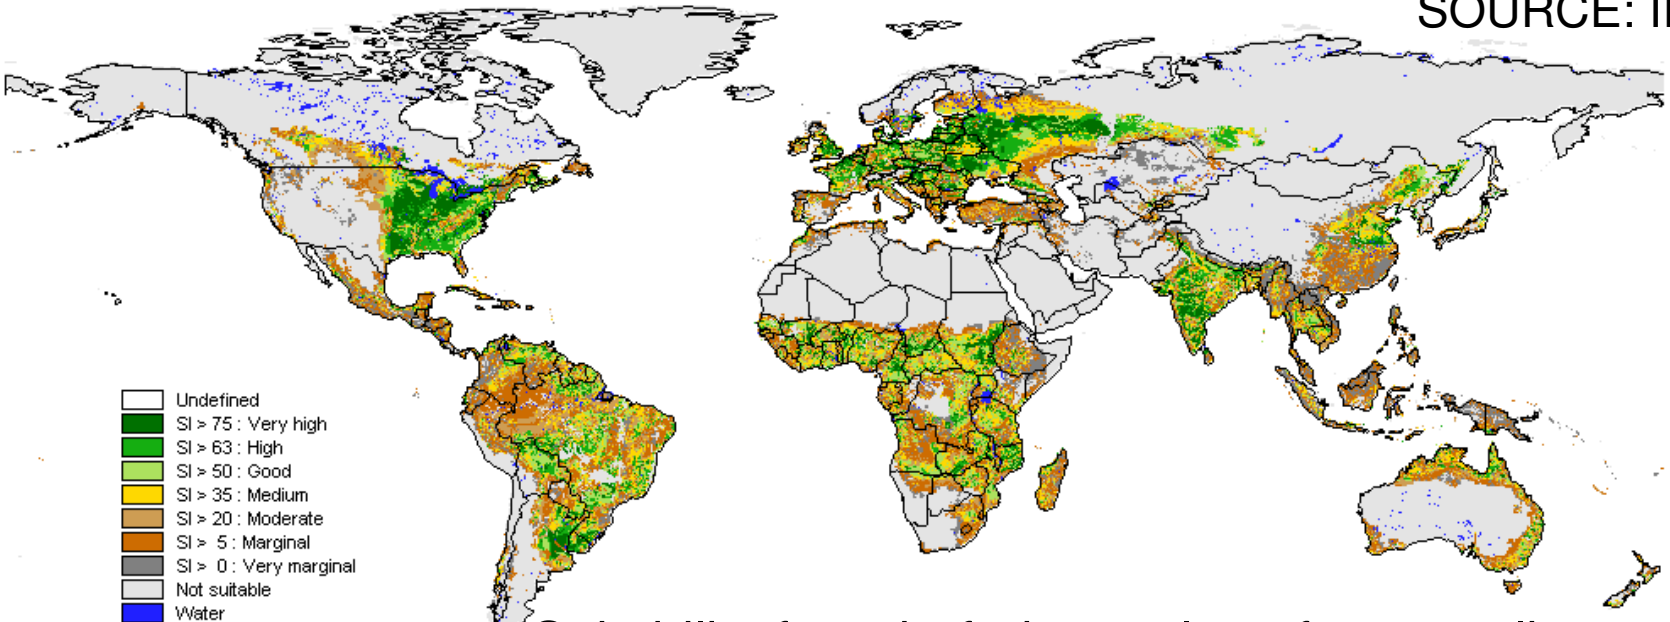 SOURCE: II
Undefined
SI > 75 : Very high
SI > 63 : High
SI > 50 : Good
SI > 35 : Medium
SI > 20 : Moderate
SI > 5 : Marginal
SI > 0 : Very marginal
Not suitable
Water